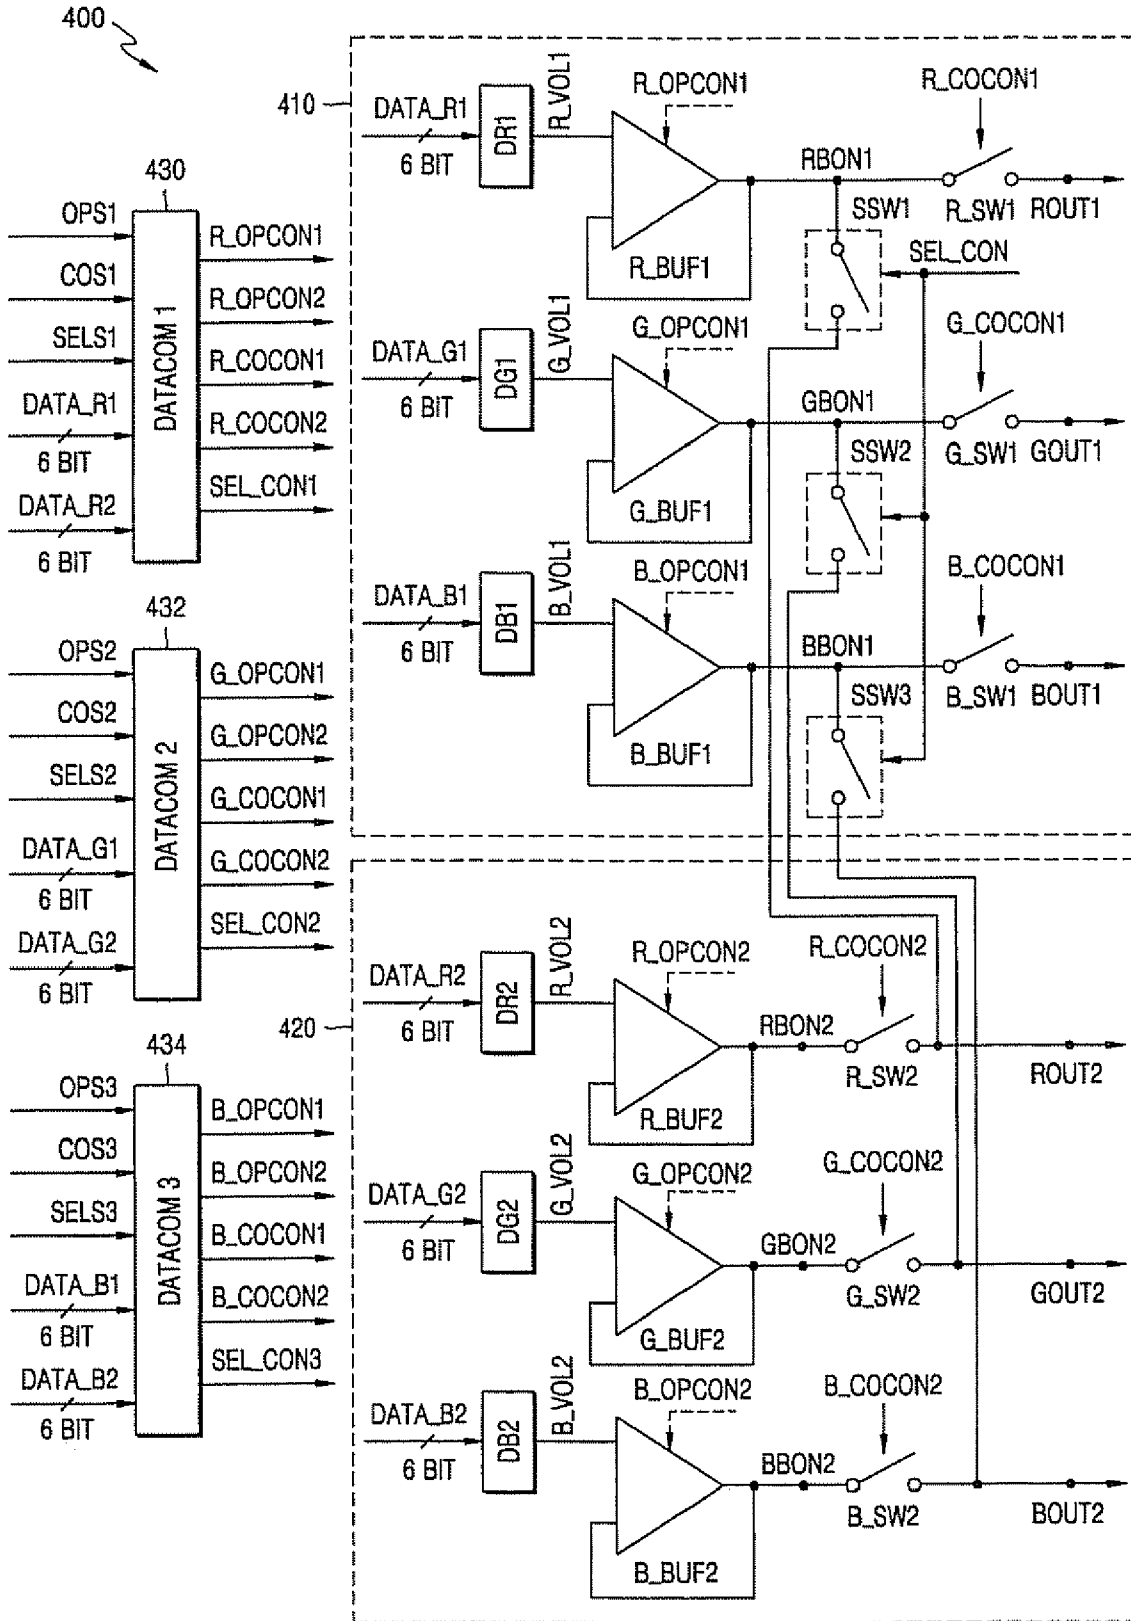 400
430
OPS1
COS1
SELS1
DATA_R1
6 BIT
DATA_R2
6 BIT
DATACOM 1
R_OPCON1
R_OPCON2
R_COCON1
R_COCON2
SEL_CON1
432
OPS2
COS2
SELS2
DATA_G1
6 BIT
DATA_G2
6 BIT
DATACOM 2
G_OPCON1
G_OPCON2
G_COCON1
G_COCON2
SEL_CON2
434
OPS3
COS3
SELS3
DATA_B1
6 BIT
DATA_B2
6 BIT
DATACOM 3
B_OPCON1
B_OPCON2
B_COCON1
B_COCON2
SEL_CON3
410
DATA_R1
6 BIT
DR1
R_VOL1
R_OPCON1
R_BUF1
RBON1
R_COCON1
R_SW1
ROUT1
SSW1
SEL_CON
DATA_G1
6 BIT
DG1
G_VOL1
G_OPCON1
G_BUF1
GBON1
G_COCON1
G_SW1
GOUT1
SSW2
DATA_B1
6 BIT
DB1
B_VOL1
B_OPCON1
B_BUF1
BBON1
B_COCON1
B_SW1
BOUT1
SSW3
420
DATA_R2
6 BIT
DR2
R_VOL2
R_OPCON2
R_BUF2
RBON2
R_COCON2
R_SW2
ROUT2
DATA_G2
6 BIT
DG2
G_VOL2
G_OPCON2
G_BUF2
GBON2
G_COCON2
G_SW2
GOUT2
DATA_B2
6 BIT
DB2
B_VOL2
B_OPCON2
B_BUF2
BBON2
B_COCON2
B_SW2
BOUT2